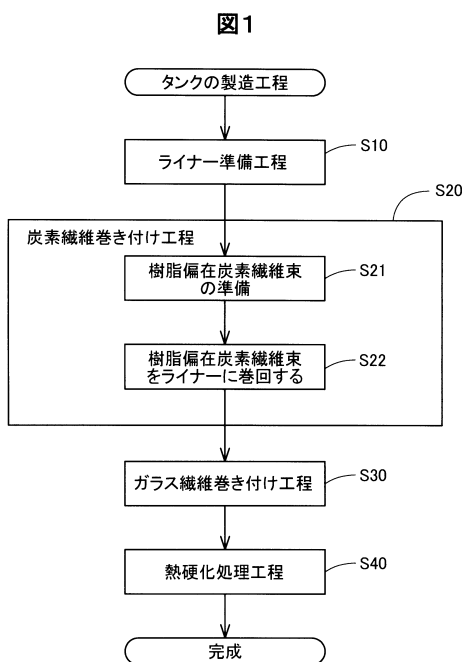 図1
タンクの製造工程
ライナー準備工程
S10
S20
炭素繊維巻き付け工程
樹脂偏在炭素繊維束
の準備
S21
樹脂偏在炭素繊維束
をライナーに巻回する
S22
ガラス繊維巻き付け工程
S30
熱硬化処理工程
S40
完成